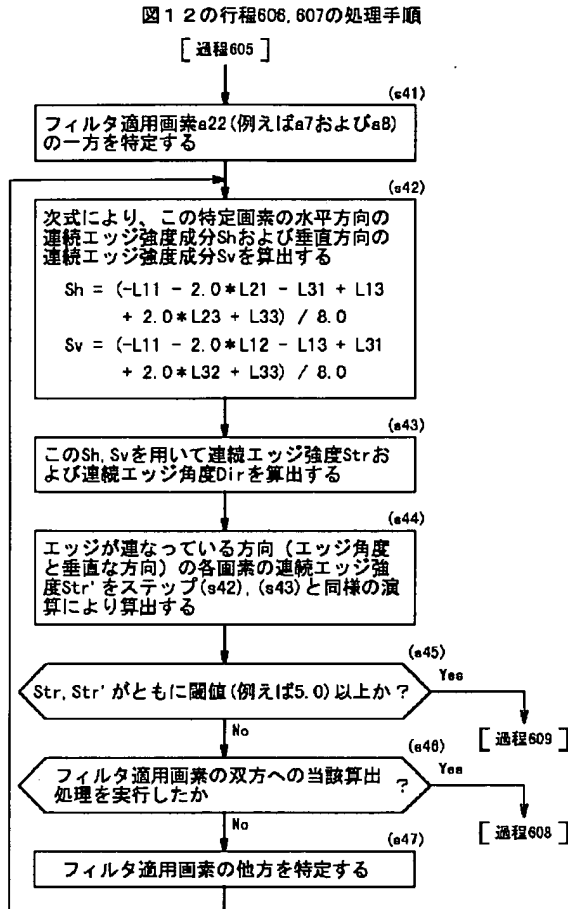 図12の行程606,607の処理手順
[過程605]
(s41)
フィルタ適用画素a22(例えばa7およびa8)
の一方を特定する
(s42)
次式により、この特定画素の水平方向の
連続エッジ強度成分Shおよび垂直方向の
連続エッジ強度成分Svを算出する
Sh = (-L11 - 2.0*L21 - L31 + L13
+ 2.0*L23 + L33) / 8.0
Sv = (-L11 - 2.0*L12 - L13 + L31
+ 2.0*L32 + L33) / 8.0
(s43)
このSh,Svを用いて連続エッジ強度Strお
よび連続エッジ角度Dirを算出する
(s44)
エッジが連なっている方向(エッジ角度
と垂直な方向)の各画素の連続エッジ強
度Str'をステップ(s42),(s43)と同様の演
算により算出する
(s45)
Str,Str'がともに閾値(例えば5.0)以上か?
Yes
[過程609]
No
(s46)
フィルタ適用画素の双方への当該算出
処理を実行したか
?
Yes
[過程608]
No
(s47)
フィルタ適用画素の他方を特定する